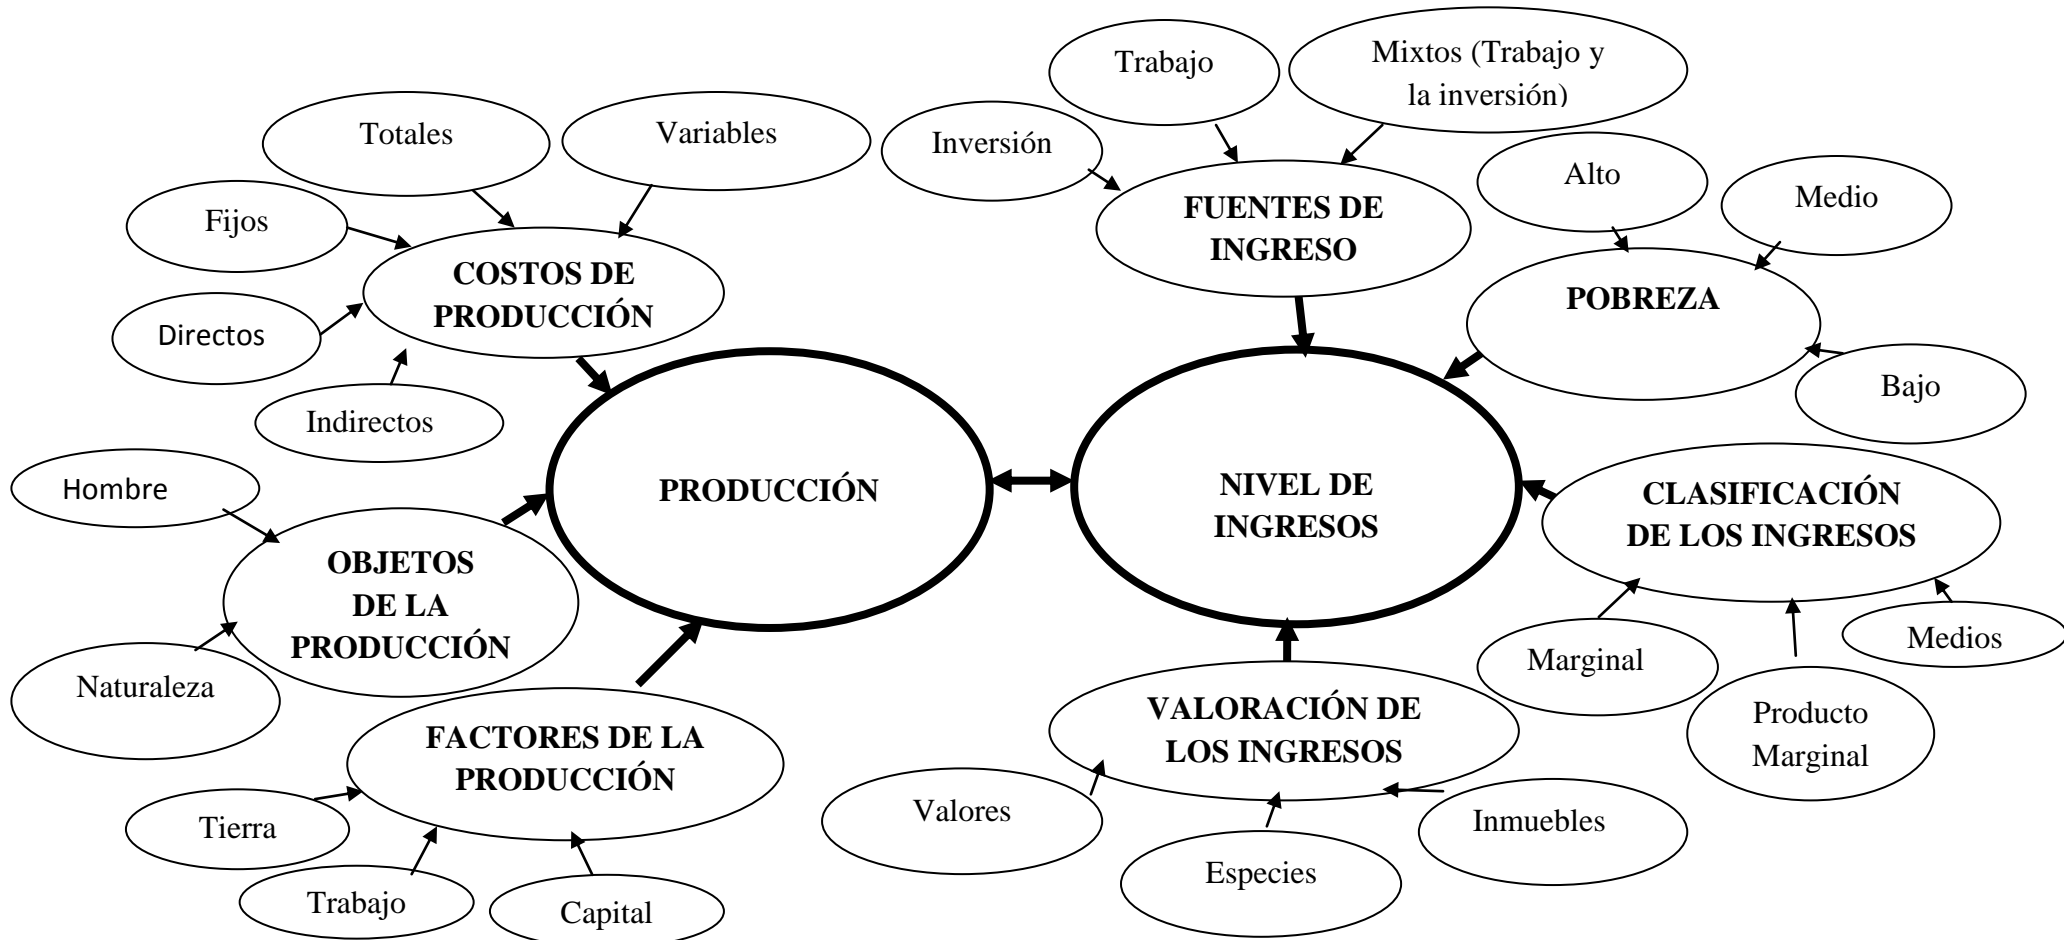 Trabajo
Mixtos (Trabajo y
la inversión)
Totales
Variables
Inversión
Alto
Medio
Fijos
FUENTES DE
INGRESO
COSTOS DE
PRODUCCIÓN
POBREZA
Directos
Bajo
Indirectos
Hombre
PRODUCCIÓN
NIVEL DE
INGRESOS
CLASIFICACIÓN
DE LOS INGRESOS
OBJETOS
DE LA
PRODUCCIÓN
Naturaleza
Marginal
Medios
FACTORES DE LA
PRODUCCIÓN
VALORACIÓN DE
LOS INGRESOS
Producto
Marginal
Tierra
Valores
Inmuebles
Trabajo
Capital
Especies